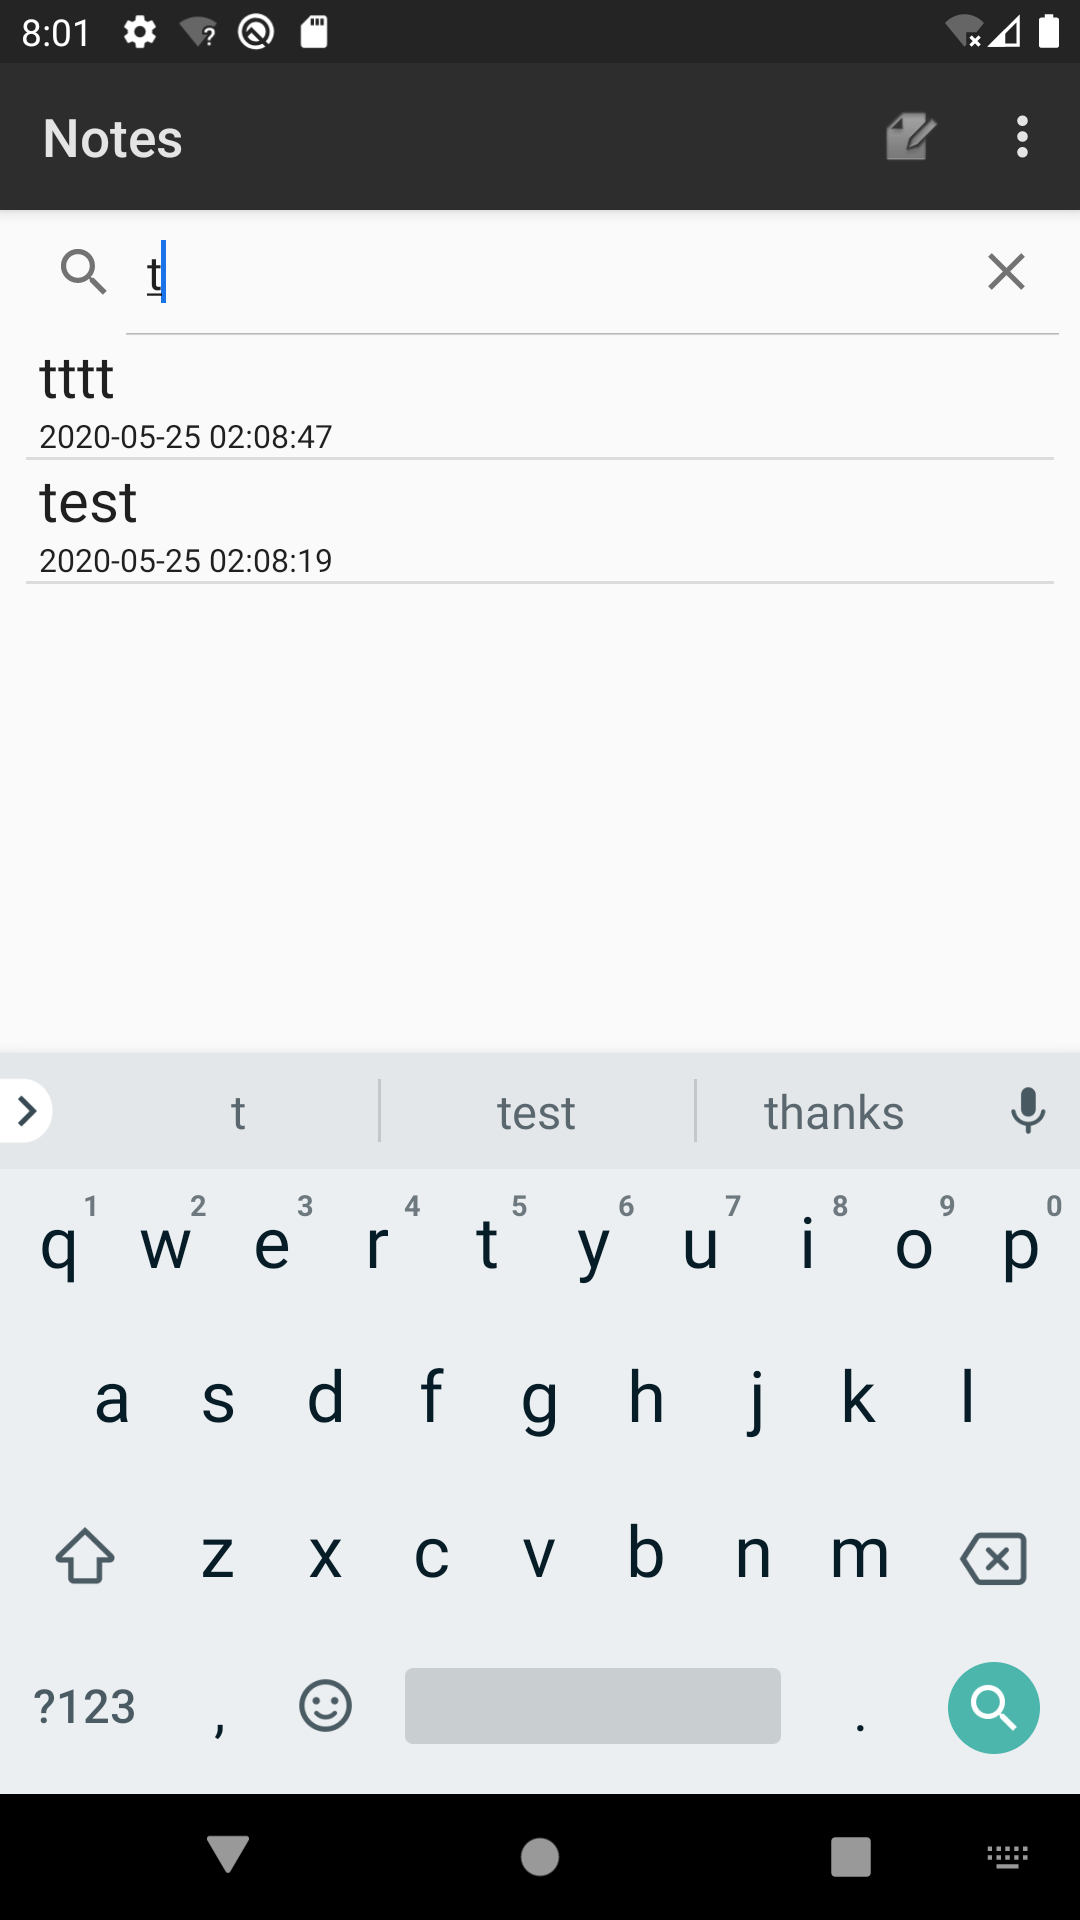 8:01
Notes
t
tttt
2020-05-25 02:08:47
test
2020-05-25 02:08:19
t test thanks
1 2 3 4 5 6 7 8 9 0
q w e r t y u i o p
a s d f g h j k l
z x c v b n m
?123 , .